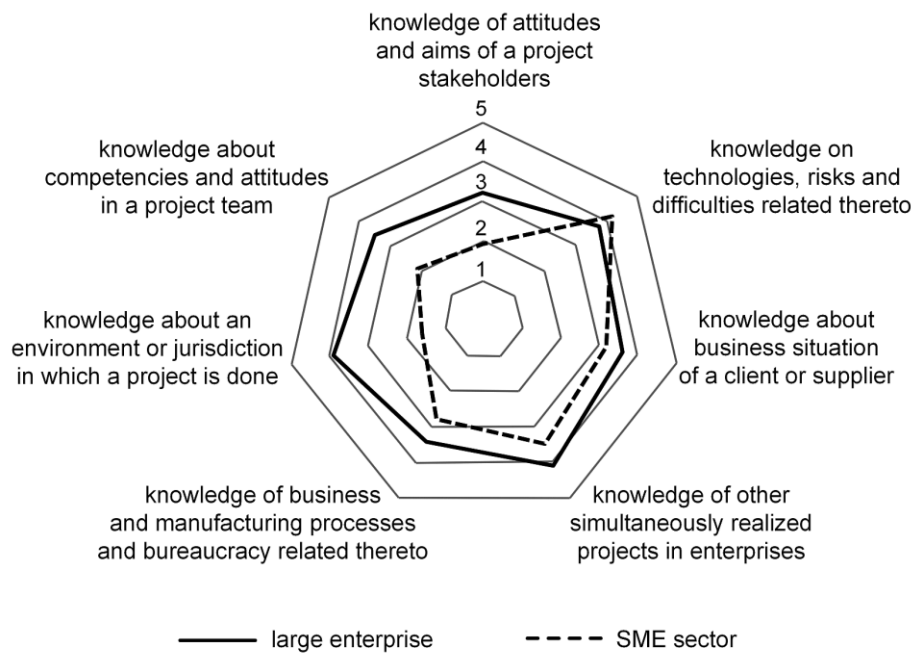 knowledge of attitudes
and aims of a project
stakeholders
5
4
3
2
1
knowledge about
competencies and attitudes
in a project team
knowledge on
technologies, risks and
difficulties related thereto
knowledge about an
environment or jurisdiction
in which a project is done
knowledge about
business situation
of a client or supplier
knowledge of business
and manufacturing processes
and bureaucracy related thereto
knowledge of other
simultaneously realized
projects in enterprises
large enterprise
SME sector